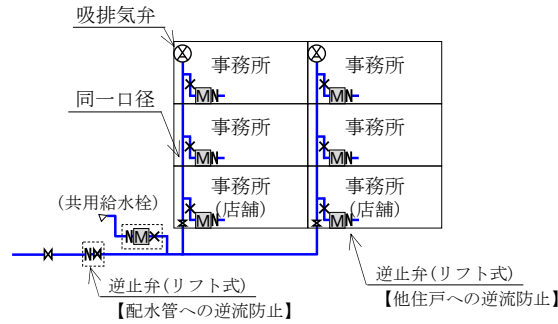 吸排気弁
事務所
事務所
同一口径
事務所
事務所
事務所
(店舗)
事務所
(店舗)
(共用給水栓)
M
M
M
M
M
M
M
N
N
N
N
N
N
N
N
逆止弁(リフト式)
【配水管への逆流防止】
逆止弁(リフト式)
【他住戸への逆流防止】